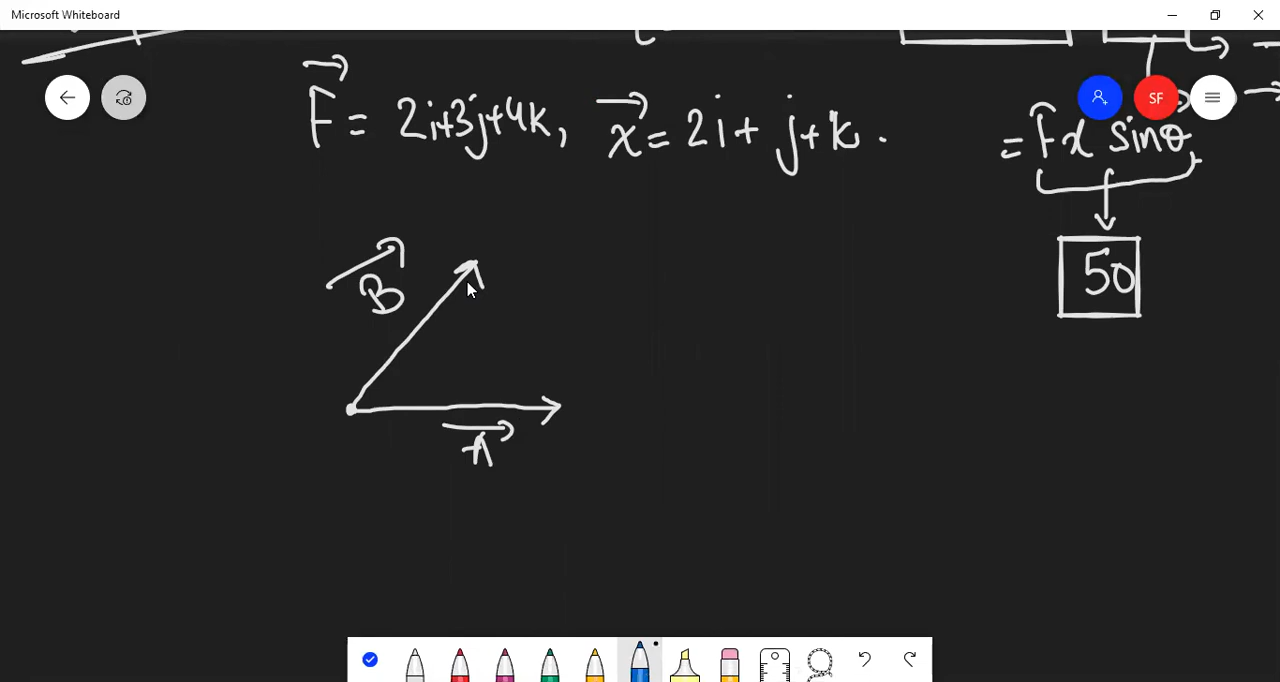 Microsoft Whiteboard
F = 2i+3j+4k, x = 2i + j+k.
SF
= Fx sinθ
50
B
A